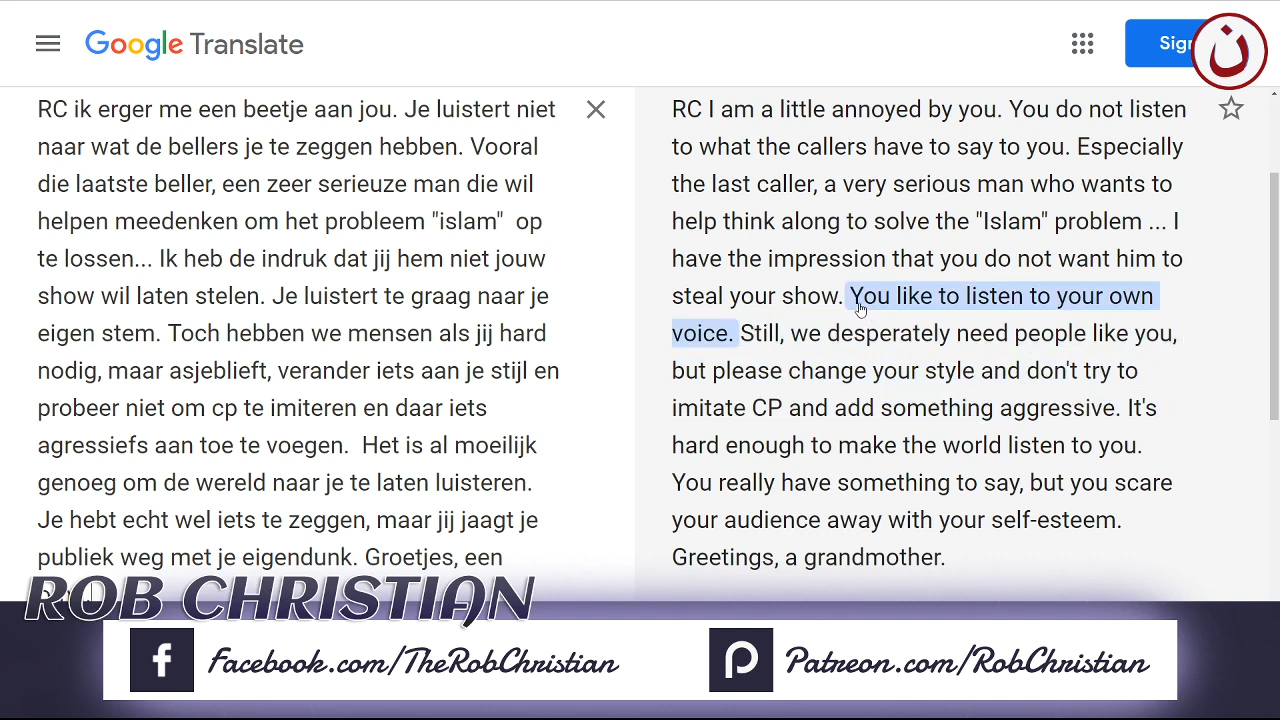 Google Translate
Sign
ن
RC ik erger me een beetje aan jou. Je luistert niet
naar wat de bellers je te zeggen hebben. Vooral
die laatste beller, een zeer serieuze man die wil
helpen meedenken om het probleem "islam"  op
te lossen... Ik heb de indruk dat jij hem niet jouw
show wil laten stelen. Je luistert te graag naar je
eigen stem. Toch hebben we mensen als jij hard
nodig, maar asjeblieft, verander iets aan je stijl en
probeer niet om cp te imiteren en daar iets
agressiefs aan toe te voegen.  Het is al moeilijk
genoeg om de wereld naar je te laten luisteren.
Je hebt echt wel iets te zeggen, maar jij jaagt je
publiek weg met je eigendunk. Groetjes, een
RC I am a little annoyed by you. You do not listen
to what the callers have to say to you. Especially
the last caller, a very serious man who wants to
help think along to solve the "Islam" problem ... I
have the impression that you do not want him to
steal your show. You like to listen to your own
voice. Still, we desperately need people like you,
but please change your style and don't try to
imitate CP and add something aggressive. It's
hard enough to make the world listen to you.
You really have something to say, but you scare
your audience away with your self-esteem.
Greetings, a grandmother.
ROB CHRISTIAN
Facebook.com/TheRobChristian
Patreon.com/RobChristian